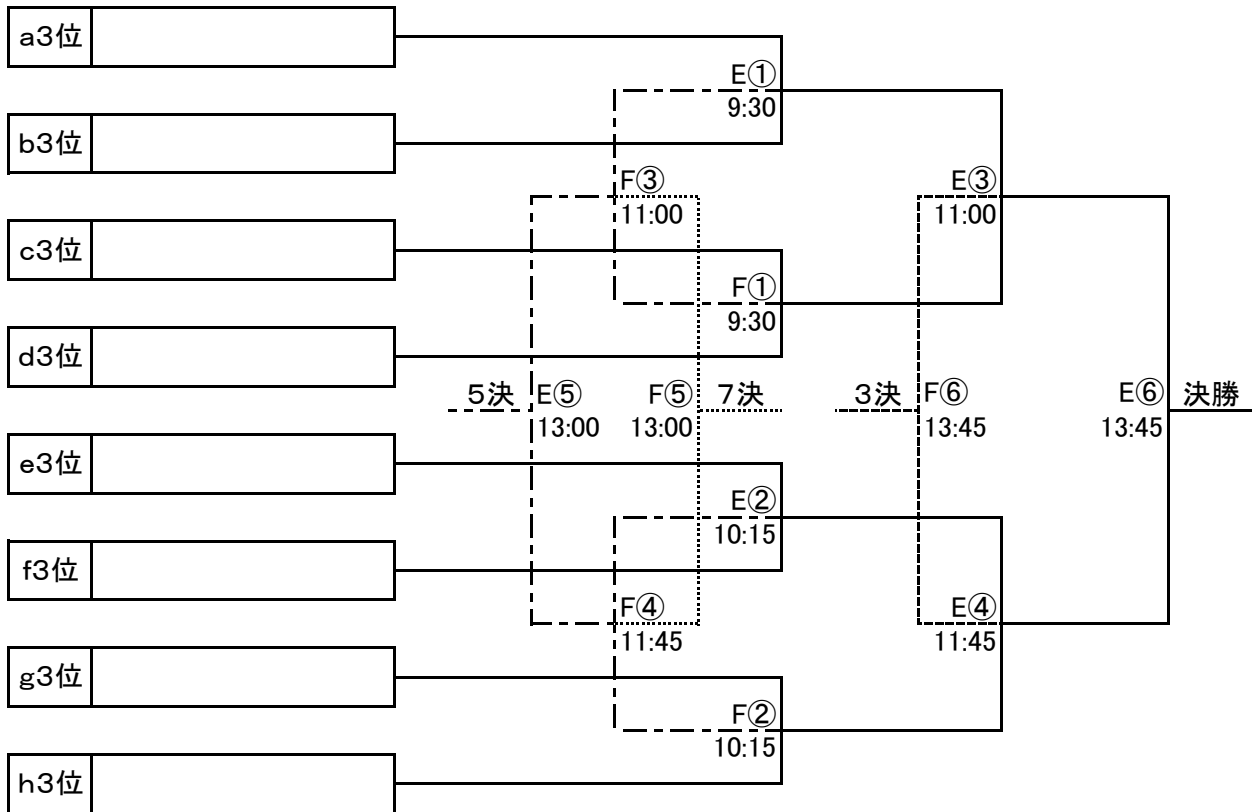 a3位
E①
9:30
b3位
F③
11:00
E③
11:00
c3位
F①
9:30
d3位
5決
E⑤
13:00
F⑤
13:00
7決
3決
F⑥
13:45
E⑥
13:45
決勝
e3位
E②
10:15
f3位
F④
11:45
E④
11:45
g3位
F②
10:15
h3位